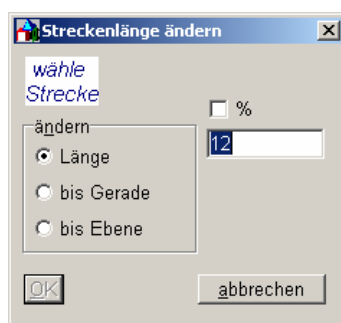 Streckenlänge ändern
wähle
Strecke
%
ändern
12
Länge
bis Gerade
bis Ebene
OK
abbrechen